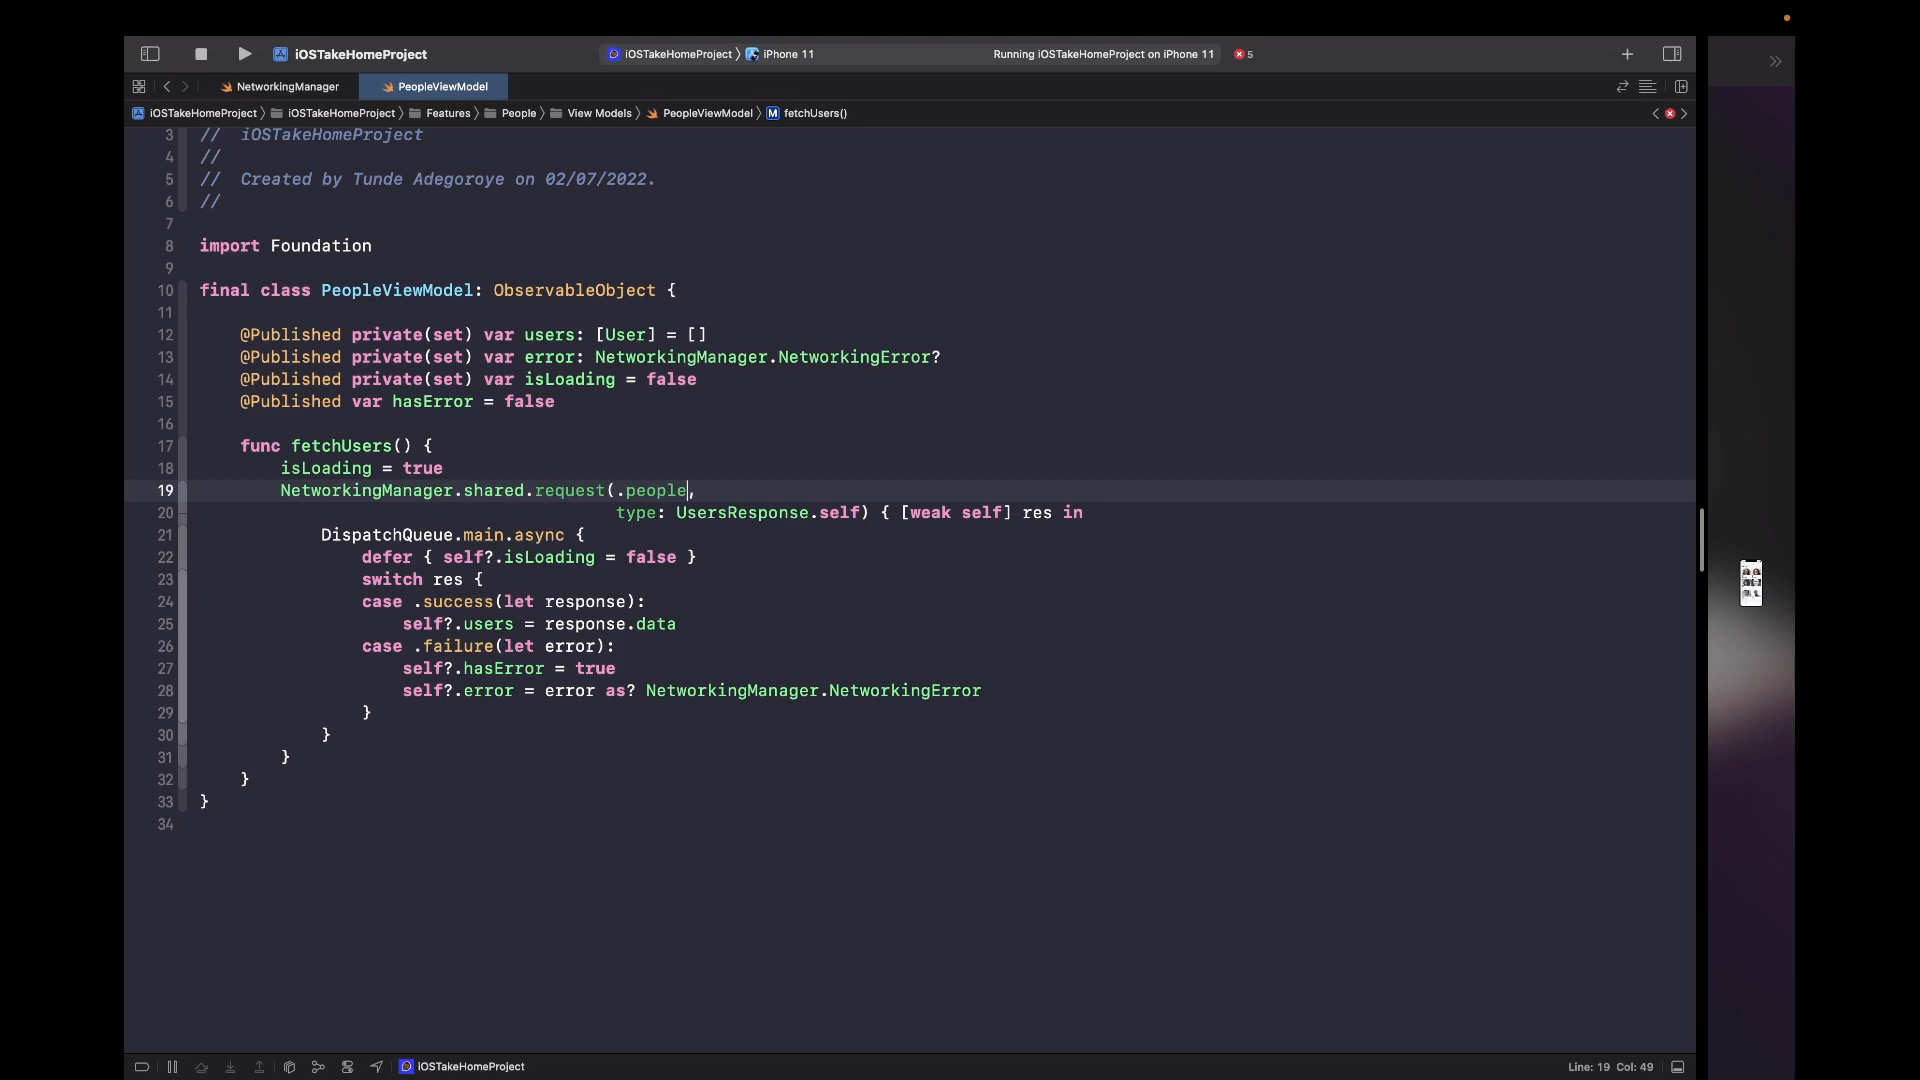 iOSTakeHomeProject
iOSTakeHomeProject 〉 iPhone 11
Running iOSTakeHomeProject on iPhone 11
5
NetworkingManager
PeopleViewModel
iOSTakeHomeProject 〉 iOSTakeHomeProject 〉 Features 〉 People 〉 View Models 〉 PeopleViewModel 〉 M fetchUsers()
3 //  iOSTakeHomeProject
4 //
5 //  Created by Tunde Adegoroye on 02/07/2022.
6 //
7
8 import Foundation
9
10 final class PeopleViewModel: ObservableObject {
11
12     @Published private(set) var users: [User] = []
13     @Published private(set) var error: NetworkingManager.NetworkingError?
14     @Published private(set) var isLoading = false
15     @Published var hasError = false
16
17     func fetchUsers() {
18         isLoading = true
19         NetworkingManager.shared.request(.people,
20                                          type: UsersResponse.self) { [weak self] res in
21             DispatchQueue.main.async {
22                 defer { self?.isLoading = false }
23                 switch res {
24                 case .success(let response):
25                     self?.users = response.data
26                 case .failure(let error):
27                     self?.hasError = true
28                     self?.error = error as? NetworkingManager.NetworkingError
29                 }
30             }
31         }
32     }
33 }
34
iOSTakeHomeProject
Line: 19 Col: 49